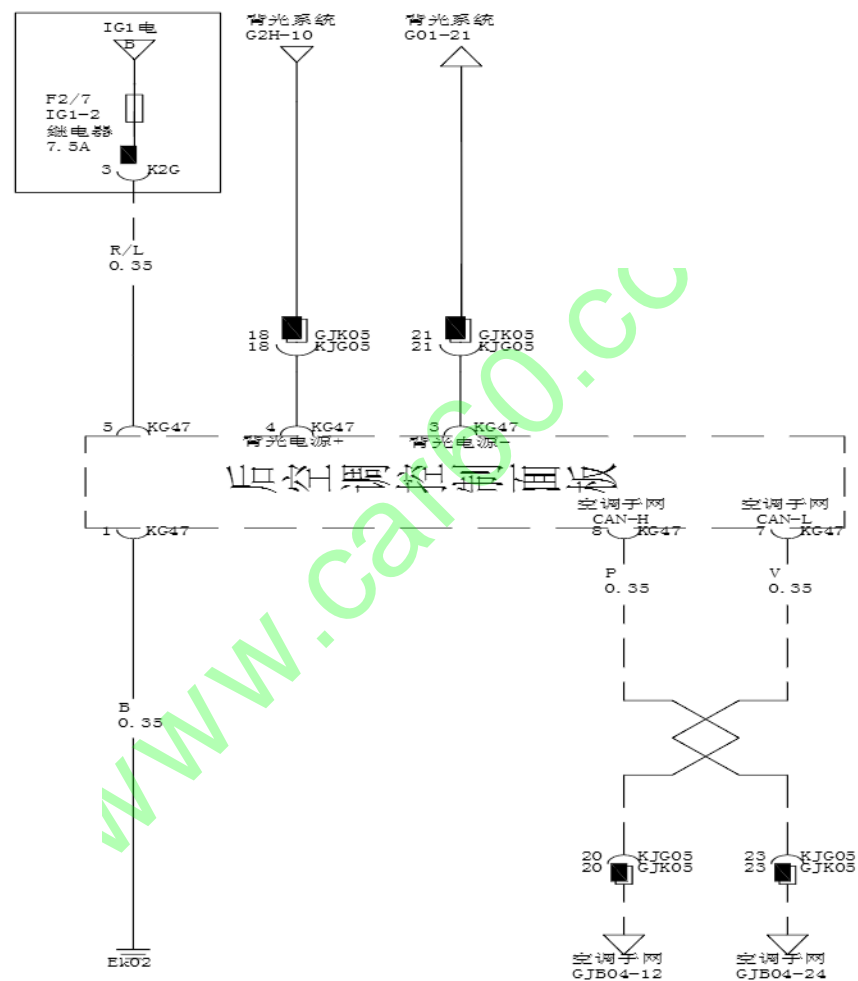 IG1电
B
F2/7
IG1-2
继电器
7.5A
3 K2G
R/L
0.35
背光系统
G2H-10
背光系统
G01-21
18 GJK05
18 KJG05
21 GJK05
21 KJG05
5 KG47
4 KG47
3 KG47
背光电源+
背光电源-
后空调控制面板
空调子网
CAN-H
空调子网
CAN-L
1 KG47
8 KG47
7 KG47
P
0.35
V
0.35
B
0.35
20 KJG05
20 GJK05
23 KJG05
23 GJK05
Ek02
空调子网
GJB04-12
空调子网
GJB04-24
www.car60.co